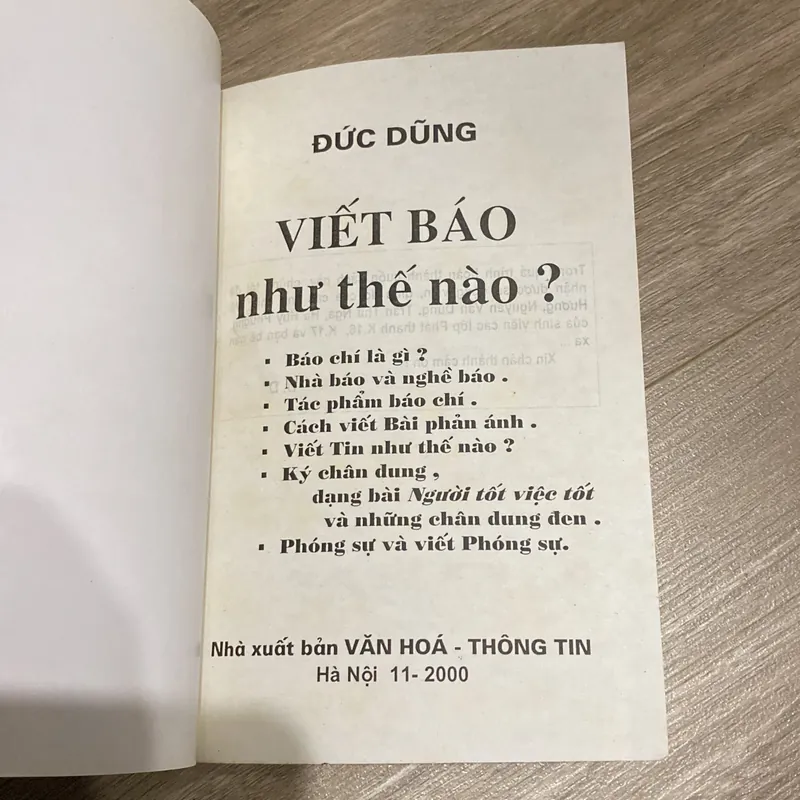 ĐỨC DŨNG
VIẾT BÁO
như thế nào ?
▪ Báo chí là gì ?
▪ Nhà báo và nghề báo .
▪ Tác phẩm báo chí .
▪ Cách viết Bài phản ánh .
▪ Viết Tin như thế nào ?
▪ Ký chân dung ,
dạng bài Người tốt việc tốt
và những chân dung đen .
▪ Phóng sự và viết Phóng sự.
Nhà xuất bản VĂN HOÁ - THÔNG TIN
Hà Nội 11- 2000